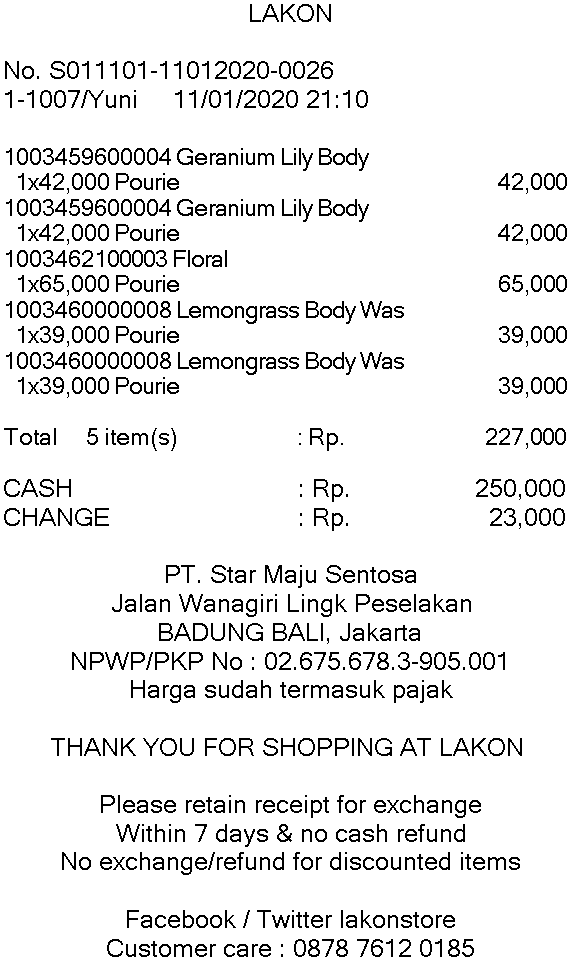 LAKON
No. S011101-11012020-0026
1-1007/Yuni 11/01/2020 21:10
1003459600004 Geranium Lily Body
1x42,000 Pourie 42,000
1003459600004 Geranium Lily Body
1x42,000 Pourie 42,000
1003462100003 Floral
1x65,000 Pourie 65,000
1003460000008 Lemongrass Body Was
1x39,000 Pourie 39,000
1003460000008 Lemongrass Body Was
1x39,000 Pourie 39,000
Total 5 item(s) : Rp. 227,000
CASH : Rp. 250,000
CHANGE : Rp. 23,000
PT. Star Maju Sentosa
Jalan Wanagiri Lingk Peselakan
BADUNG BALI, Jakarta
NPWP/PKP No : 02.675.678.3-905.001
Harga sudah termasuk pajak
THANK YOU FOR SHOPPING AT LAKON
Please retain receipt for exchange
Within 7 days & no cash refund
No exchange/refund for discounted items
Facebook / Twitter lakonstore
Customer care : 0878 7612 0185